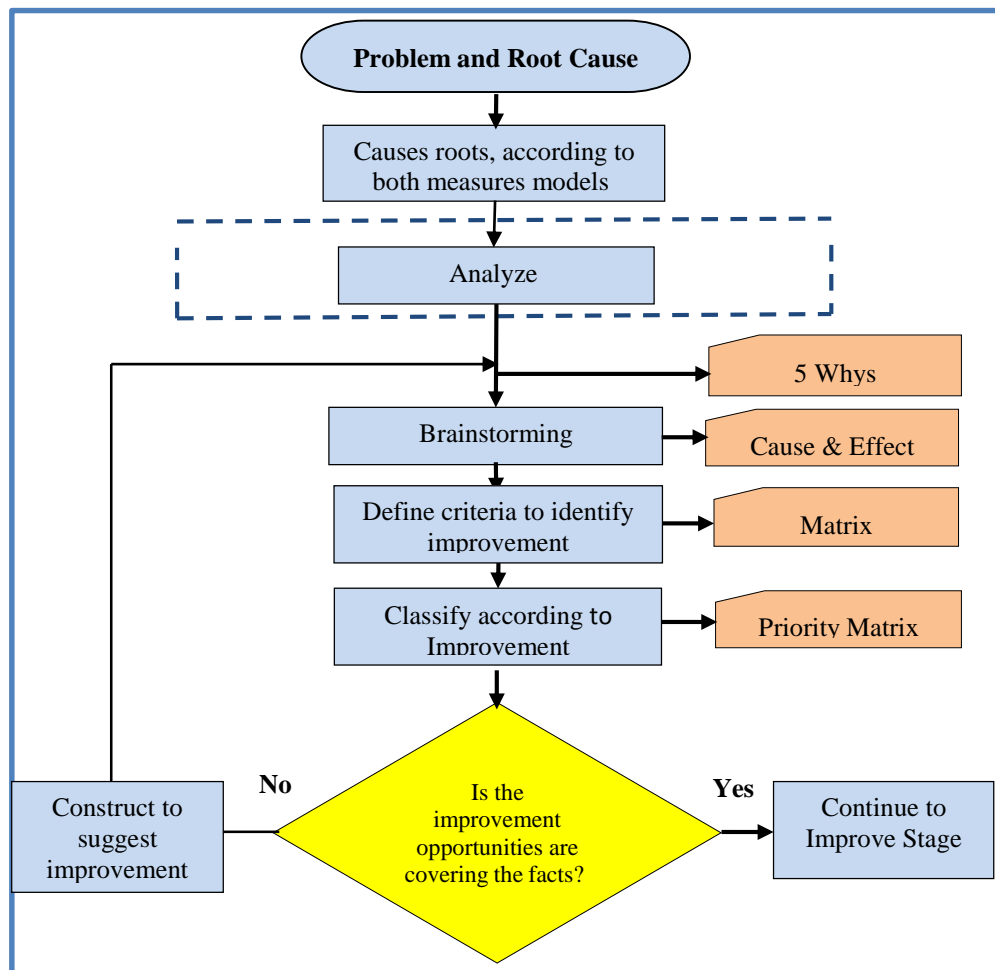 Problem and Root Cause
Causes roots, according to
both measures models
Analyze
5 Whys
Brainstorming
Cause & Effect
Define criteria to identify
improvement
Matrix
Classify according to
Improvement
Priority Matrix
No
Is the
improvement
opportunities are
covering the facts?
Yes
Construct to
suggest
improvement
Continue to
Improve Stage